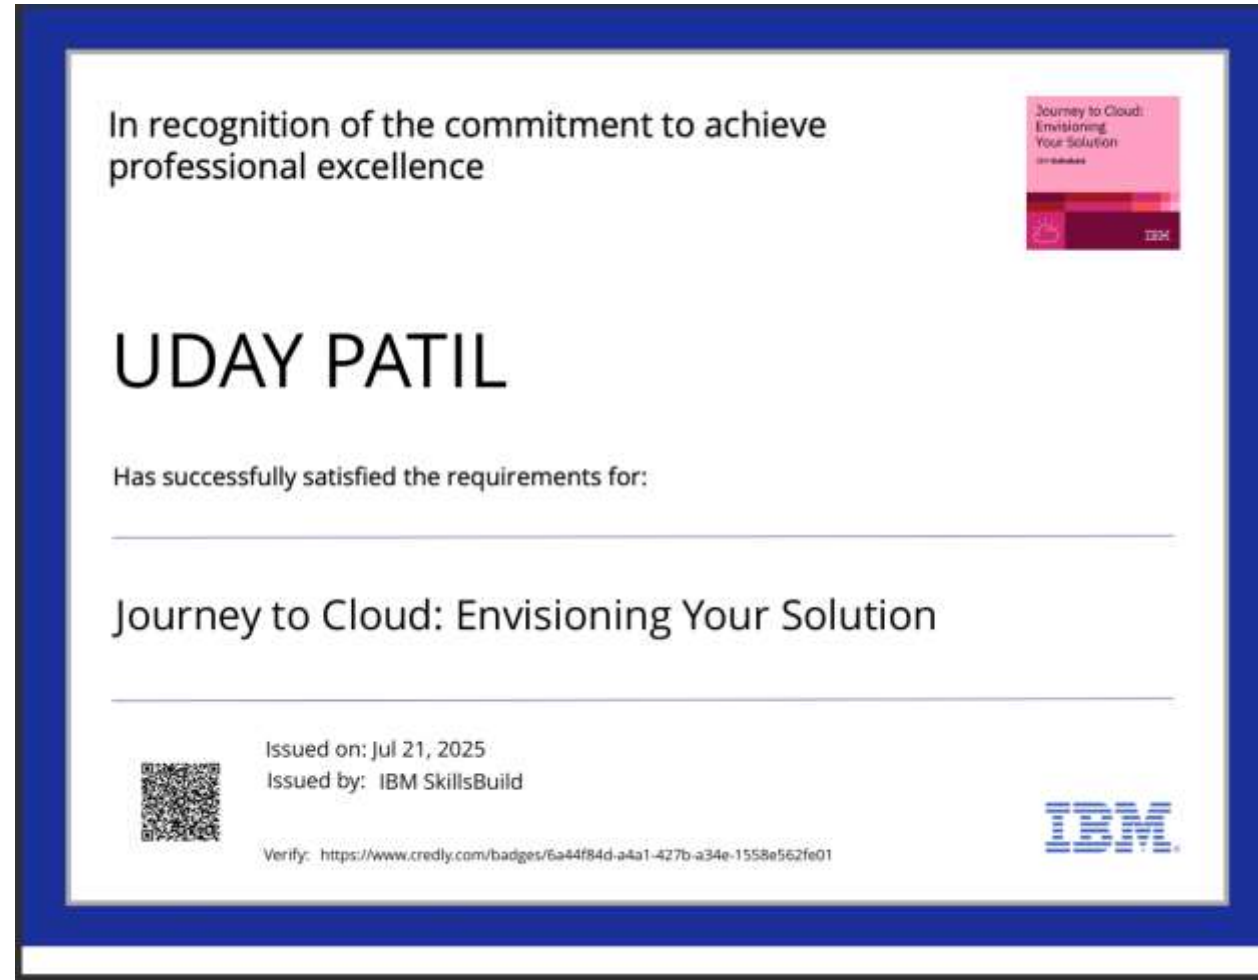 In recognition of the commitment to achieve
professional excellence
Journey to Cloud:
Envisioning
Your Solution
IBM SkillsBuild
IBM
UDAY PATIL
Has successfully satisfied the requirements for:
Journey to Cloud: Envisioning Your Solution
Issued on: Jul 21, 2025
Issued by: IBM SkillsBuild
Verify: https://www.credly.com/badges/6a44f84d-a4a1-427b-a34e-1558e562fe01
IBM